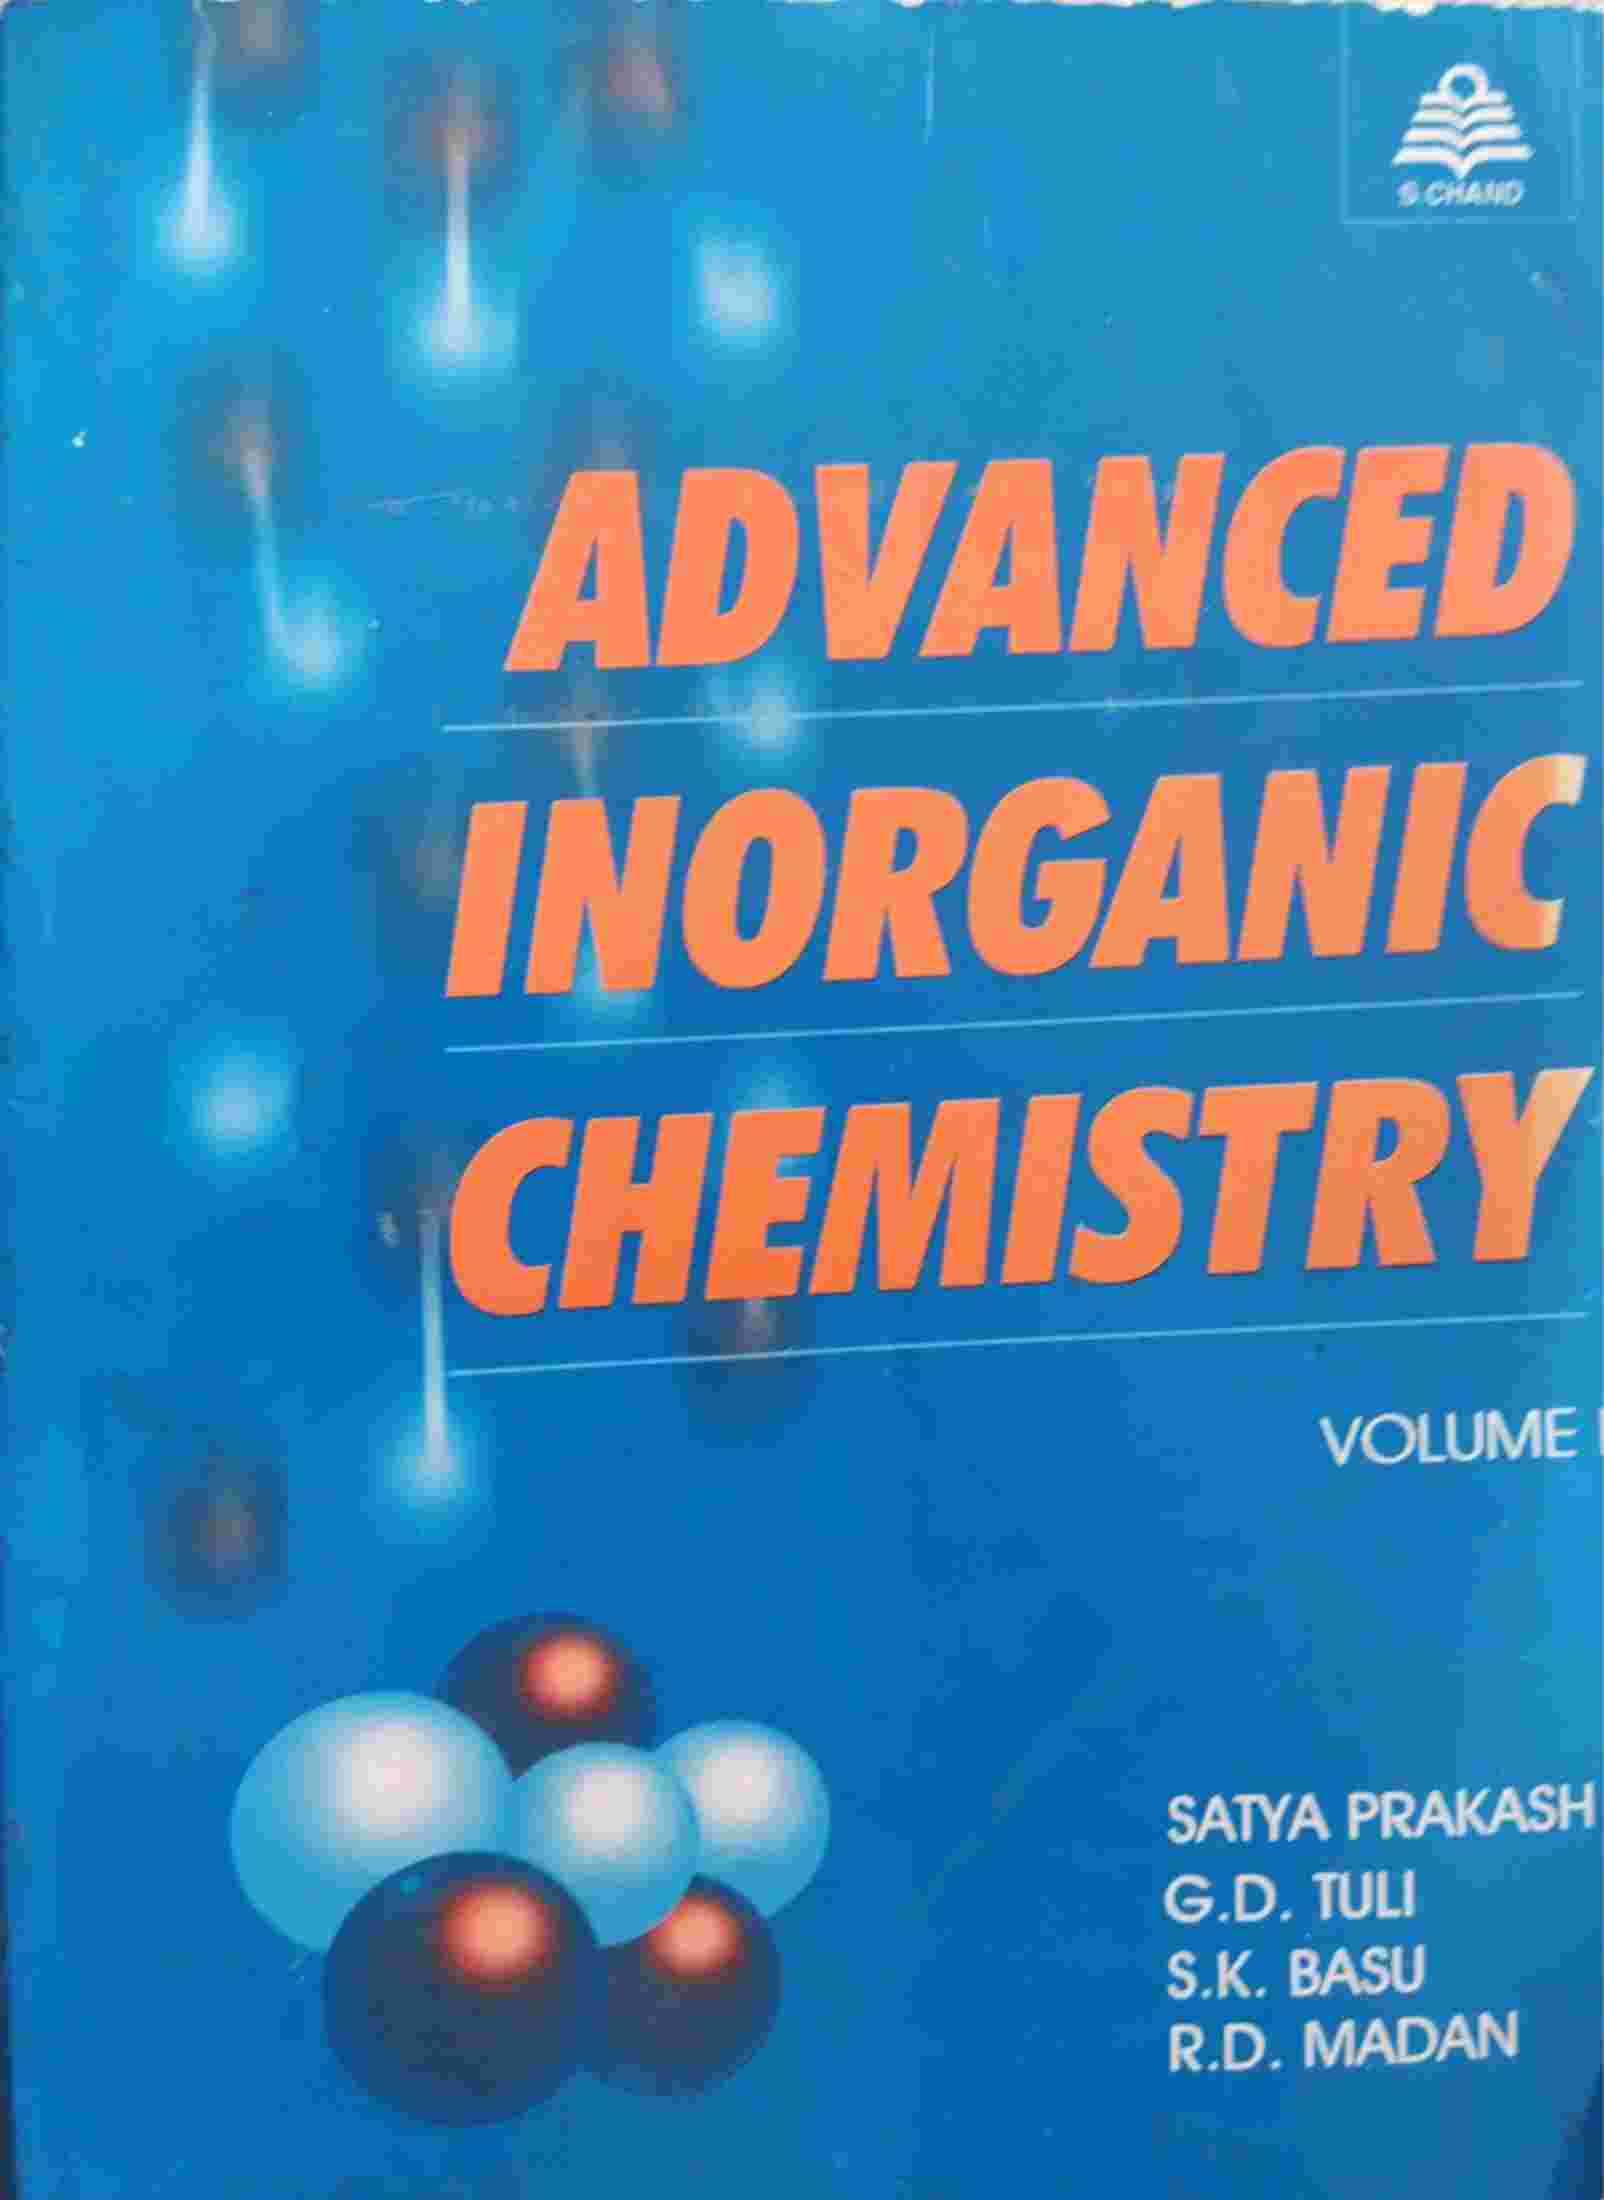 S.CHAND
ADVANCED
INORGANIC
CHEMISTRY
VOLUME
SATYA PRAKASH
G.D. TULI
S.K. BASU
R.D. MADAN